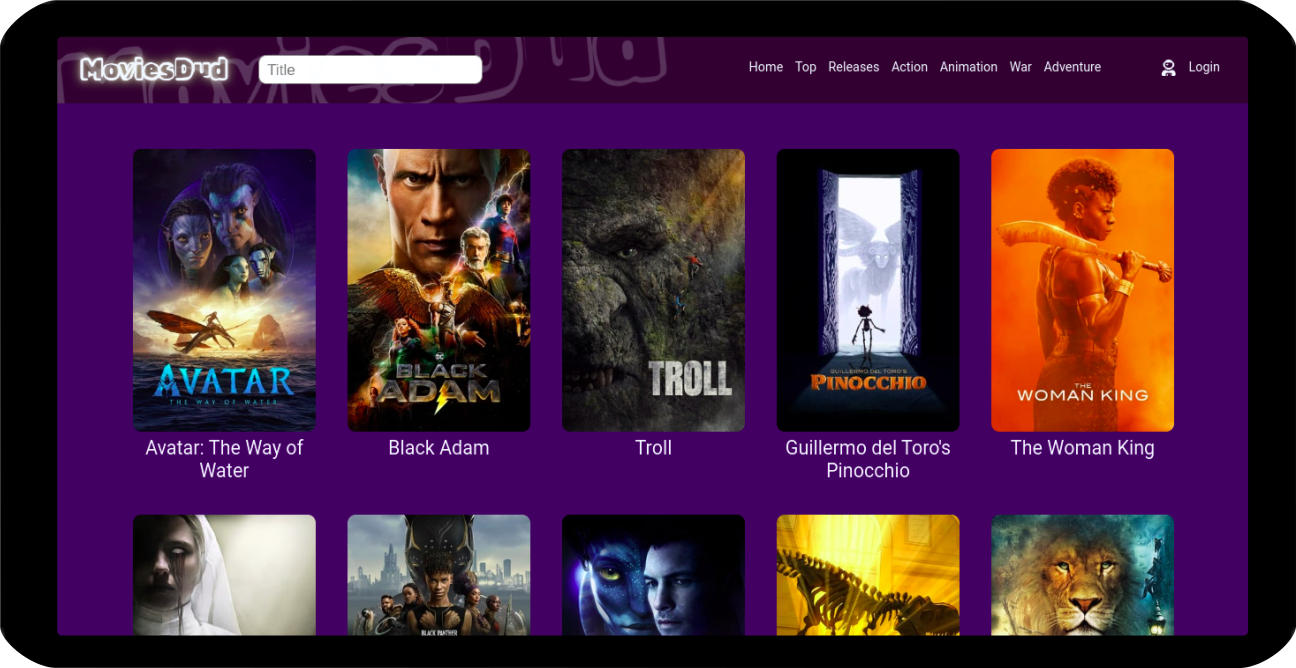 MoviesDud
MoviesDud
Title
Home Top Releases Action Animation War Adventure
Login
AVATAR
THE WAY OF WATER
DC
BLACK
ADAM
TROLL
GUILLERMO DEL TORO'S
PINOCCHIO
THE
WOMAN KING
Avatar: The Way of
Water
Black Adam
Troll
Guillermo del Toro's
Pinocchio
The Woman King
BLACK PANTHER